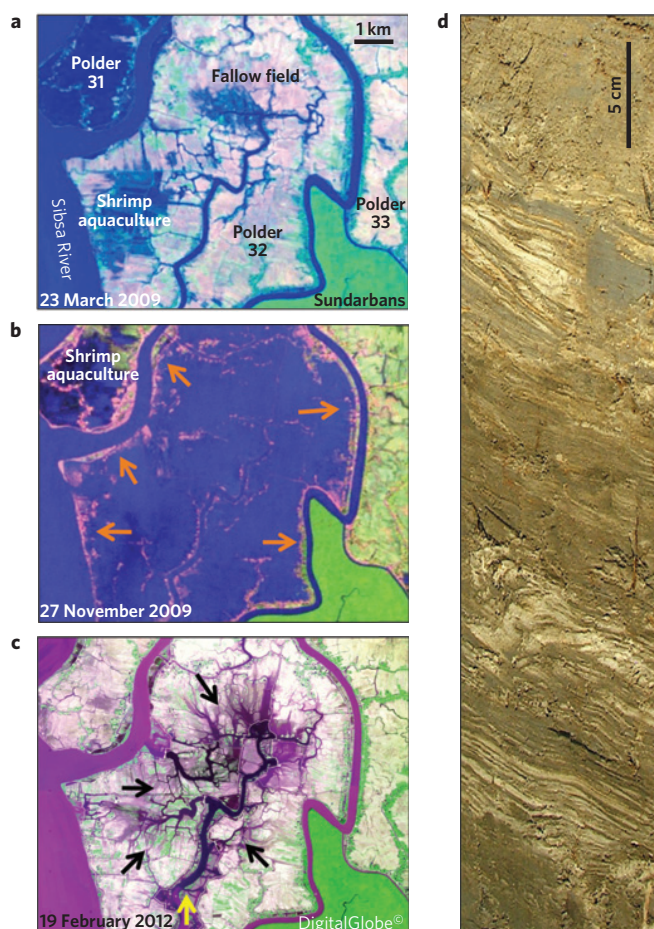 a
1 km
Polder
31
Fallow field
Shrimp
aquaculture
Sibsa River
Polder
32
Polder
33
23 March 2009
Sundarbans
b
Shrimp
aquaculture
27 November 2009
c
19 February 2012
DigitalGlobe©
d
5 cm